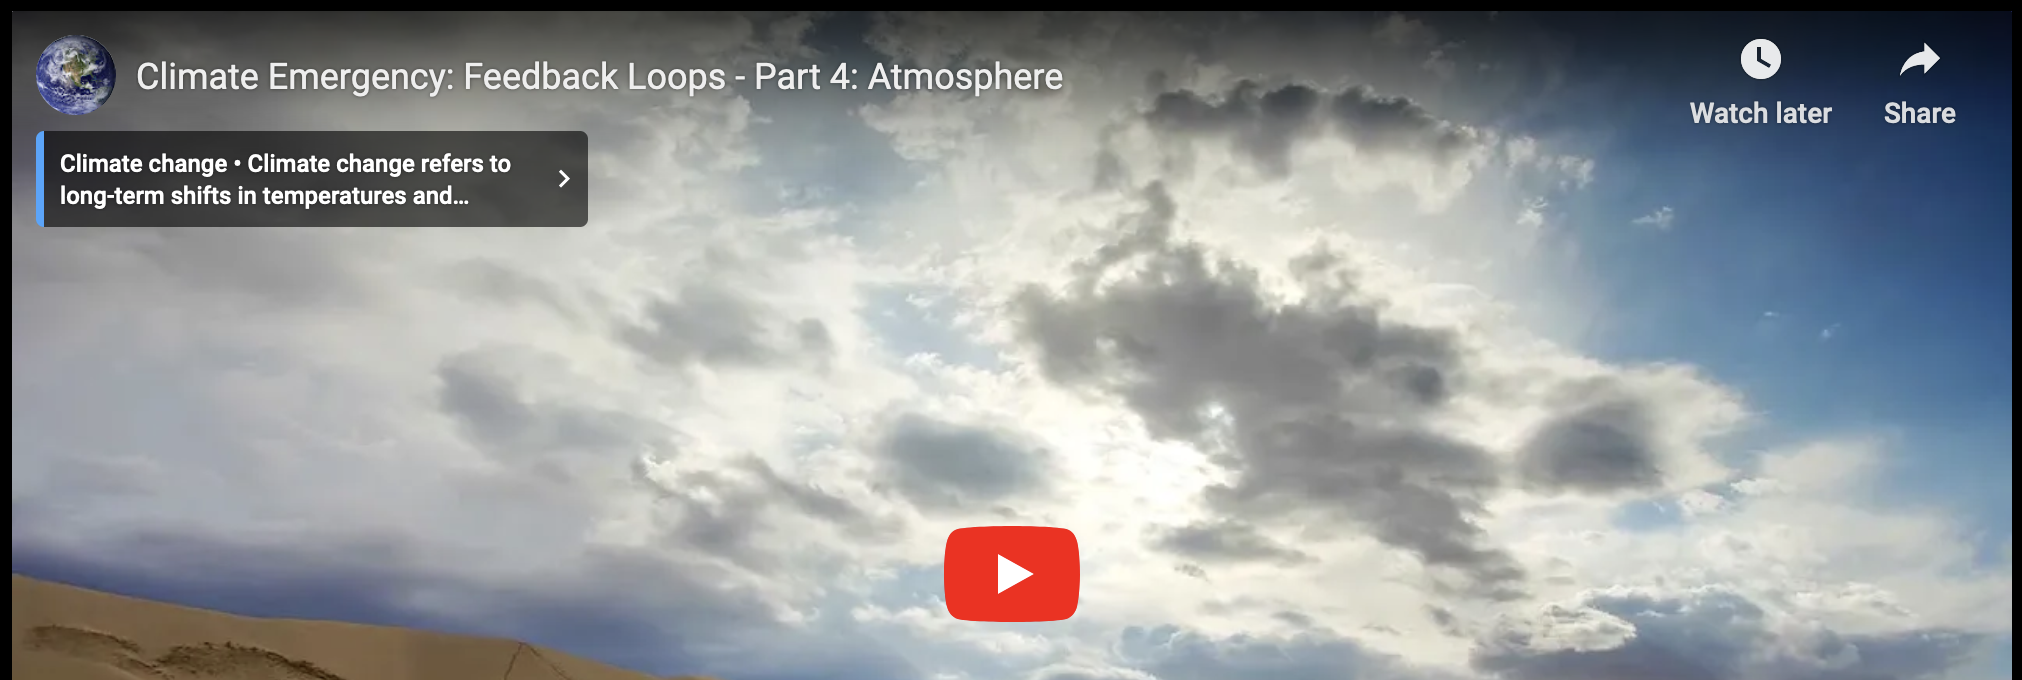 Climate Emergency: Feedback Loops - Part 4: Atmosphere
Watch later
Share
Climate change • Climate change refers to
long-term shifts in temperatures and...